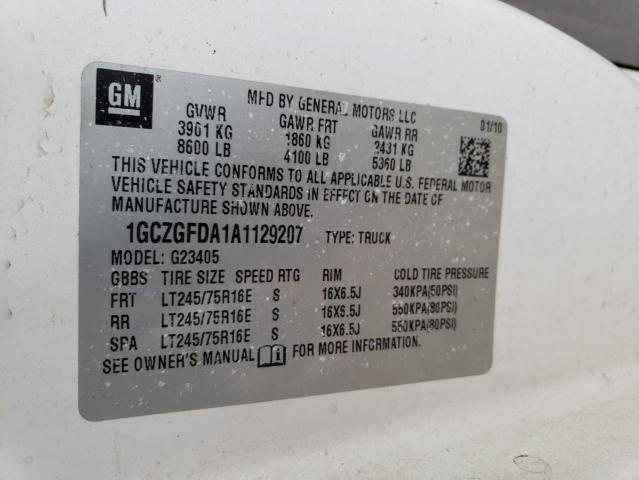 GM
MFD BY GENERAL MOTORS LLC
01/10
GVWR GAWR FRT GAWR RR
3901 KG 1860 KG 2431 KG
8600 LB 4100 LB 5360 LB
THIS VEHICLE CONFORMS TO ALL APPLICABLE U.S. FEDERAL MOTOR
VEHICLE SAFETY STANDARDS IN EFFECT ON THE DATE OF
MANUFACTURE SHOWN ABOVE.
1GCZGFDA1A1129207 TYPE: TRUCK
MODEL: G23405
GBBS TIRE SIZE SPEED RTG RIM COLD TIRE PRESSURE
FRT LT245/75R16E S 16X6.5J 340KPA(50PSI)
RR LT245/75R16E S 16X6.5J 550KPA(80PSI)
SPA LT245/75R16E S 16X6.5J 550KPA(80PSI)
SEE OWNER'S MANUAL FOR MORE INFORMATION.